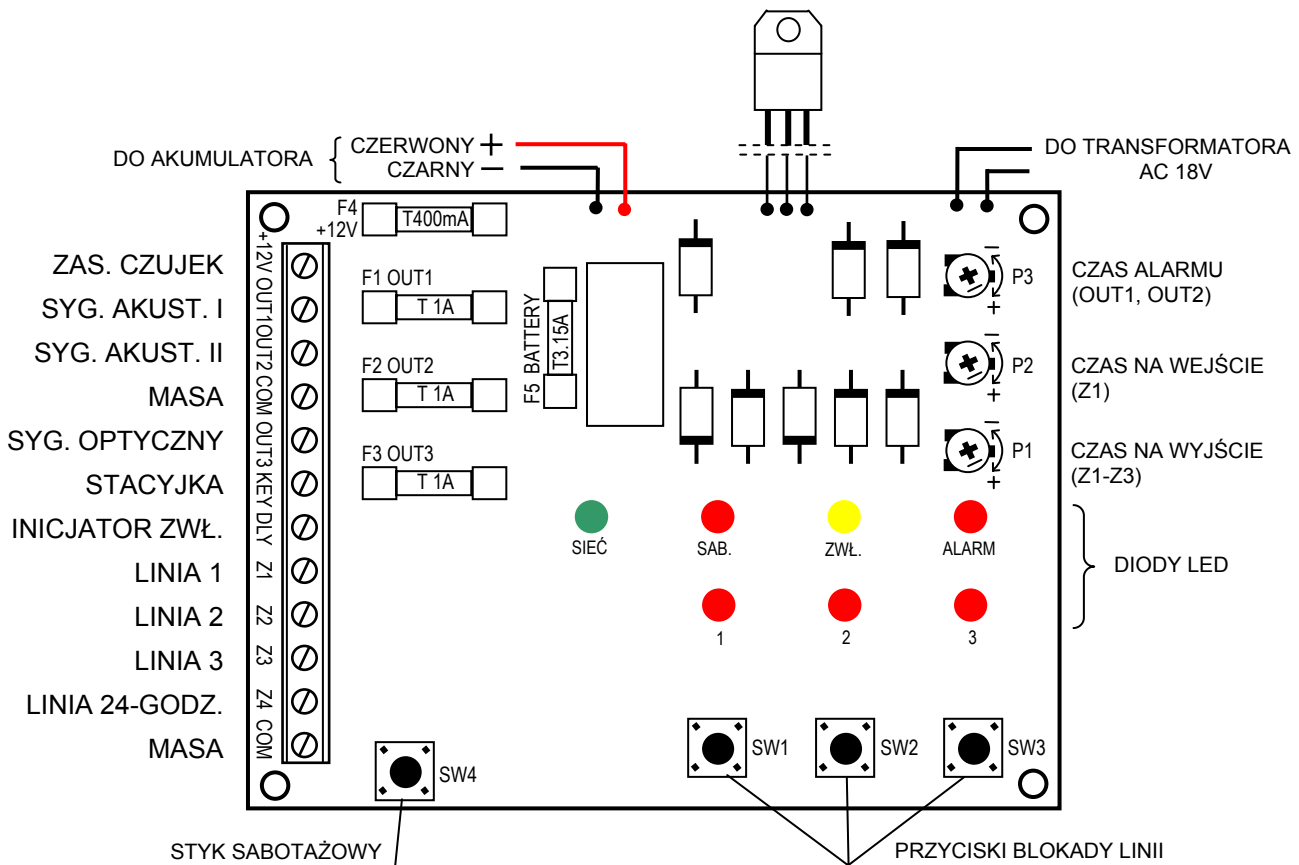 DO AKUMULATORA
CZERWONY +
CZARNY −
DO TRANSFORMATORA
AC 18V
F4
+12V
T400mA
F1 OUT1
T 1A
F2 OUT2
T 1A
F3 OUT3
T 1A
F5 BATTERY
T3.15A
ZAS. CZUJEK
SYG. AKUST. I
SYG. AKUST. II
MASA
SYG. OPTYCZNY
STACYJKA
INICJATOR ZWŁ.
LINIA 1
LINIA 2
LINIA 3
LINIA 24-GODZ.
MASA
+12V
OUT1
OUT2
COM
OUT3
KEY
DLY
Z1
Z2
Z3
Z4
COM
− P3 +
CZAS ALARMU
(OUT1, OUT2)
− P2 +
CZAS NA WEJŚCIE
(Z1)
− P1 +
CZAS NA WYJŚCIE
(Z1-Z3)
SIEĆ
SAB.
ZWŁ.
ALARM
1
2
3
DIODY LED
SW4
SW1
SW2
SW3
STYK SABOTAŻOWY
PRZYCISKI BLOKADY LINII